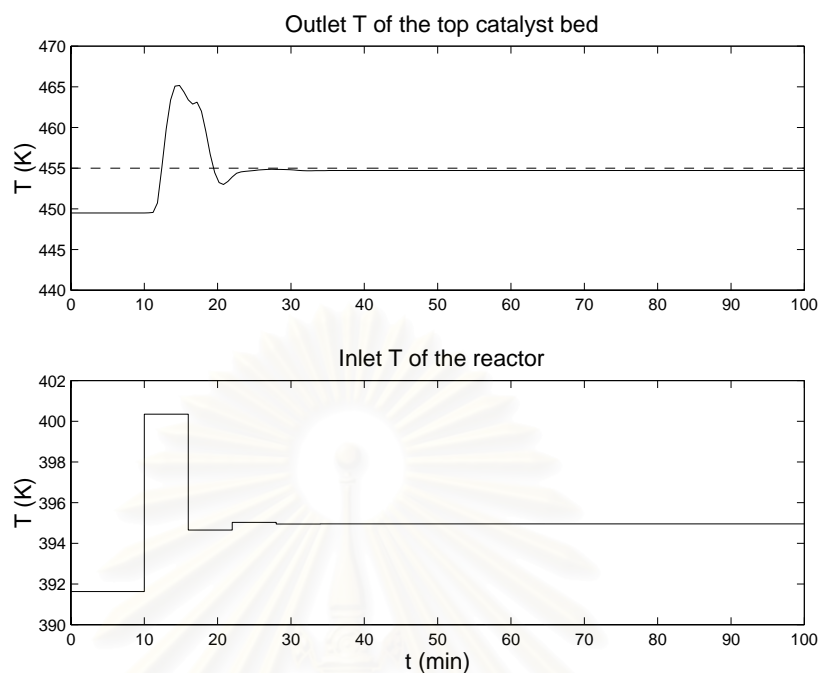 Outlet T of the top catalyst bed
470
465
460
455
450
445
440
T (K)
0 10 20 30 40 50 60 70 80 90 100
Inlet T of the reactor
402
400
398
396
394
392
390
T (K)
0 10 20 30 40 50 60 70 80 90 100
t (min)